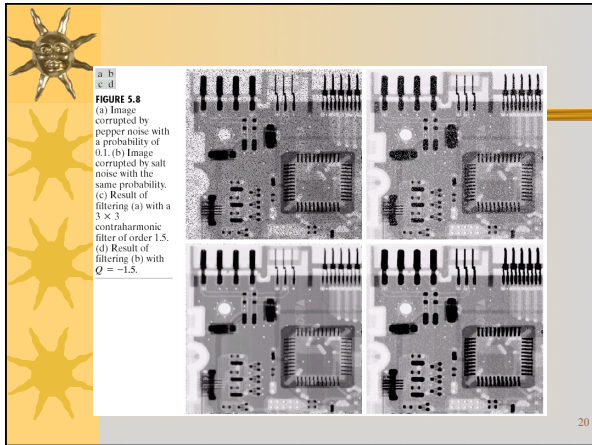 a b
c d
FIGURE 5.8
(a) Image
corrupted by
pepper noise with
a probability of
0.1. (b) Image
corrupted by salt
noise with the
same probability.
(c) Result of
filtering (a) with a
3 × 3
contraharmonic
filter of order 1.5.
(d) Result of
filtering (b) with
Q = −1.5.
20